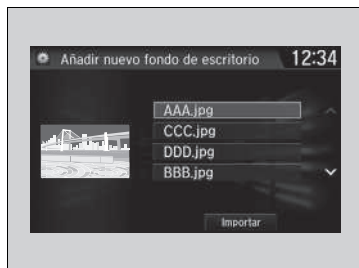 Añadir nuevo fondo de escritorio 12:34
AAA.jpg
CCC.jpg
DDD.jpg
BBB.jpg
Importar